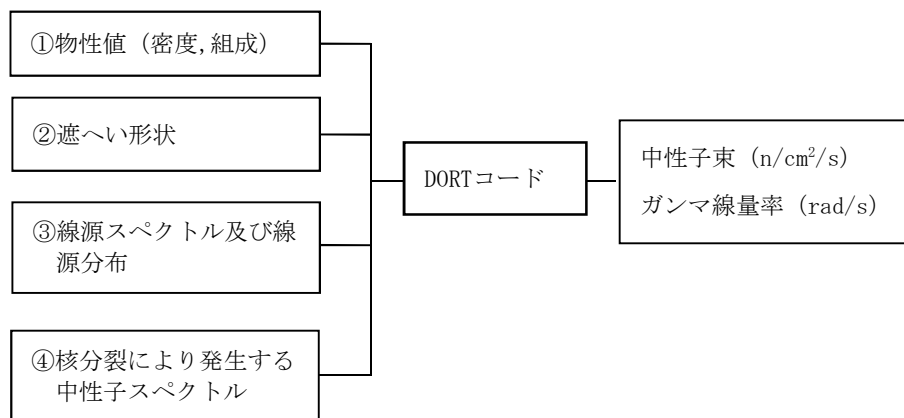 ①物性値（密度,組成）
②遮へい形状
③線源スペクトル及び線
源分布
④核分裂により発生する
中性子スペクトル
DORTコード
中性子束（n/cm²/s）
ガンマ線量率（rad/s）